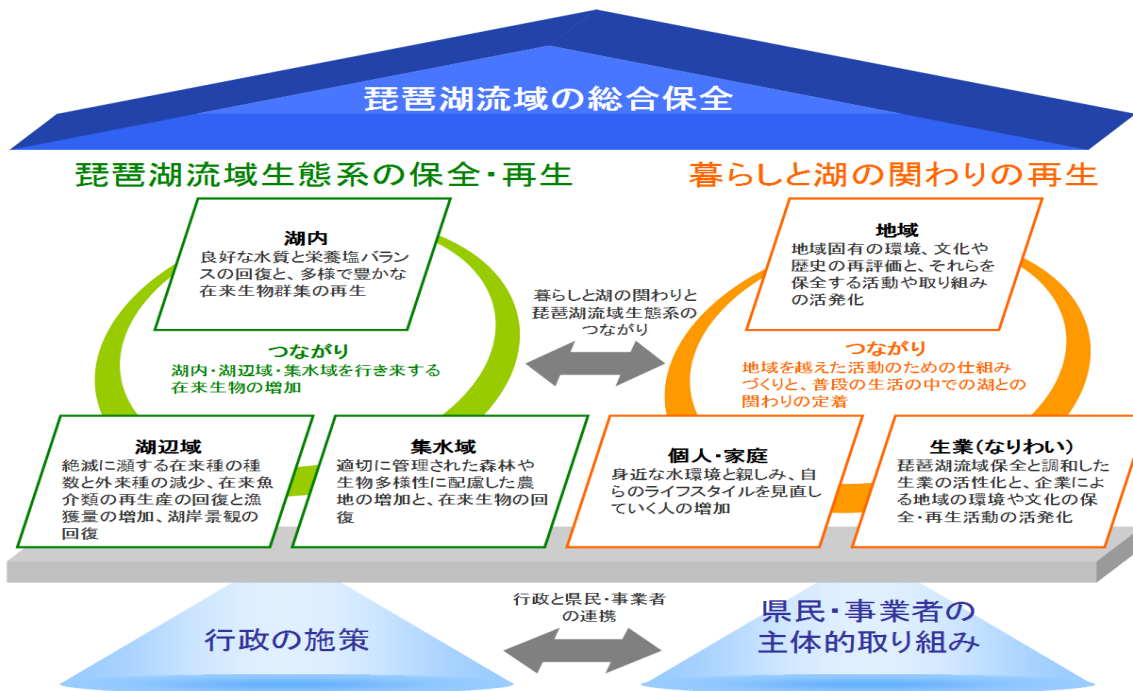 琵琶湖流域の総合保全
琵琶湖流域生態系の保全・再生
暮らしと湖の関わりの再生
湖内
良好な水質と栄養塩バラン
スの回復と、多様で豊かな
在来生物群集の再生
つながり
湖内・湖辺域・集水域を行き来する
在来生物の増加
湖辺域
絶滅に瀕する在来種の種
数と外来種の減少、在来魚
介類の再生産の回復と漁
獲量の増加、湖岸景観の
回復
集水域
適切に管理された森林や
生物多様性に配慮した農
地の増加と、在来生物の回
復
暮らしと湖の関わりと
琵琶湖流域生態系の
つながり
地域
地域固有の環境、文化や
歴史の再評価と、それらを
保全する活動や取り組み
の活発化
つながり
地域を越えた活動のための仕組み
づくりと、普段の生活の中での湖との
関わりの定着
個人・家庭
身近な水環境と親しみ、自
らのライフスタイルを見直し
ていく人の増加
生業(なりわい)
琵琶湖流域保全と調和した
生業の活性化と、企業によ
る地域の環境や文化の保
全・再生活動の活発化
行政の施策
行政と県民・事業者
の連携
県民・事業者の
主体的取り組み